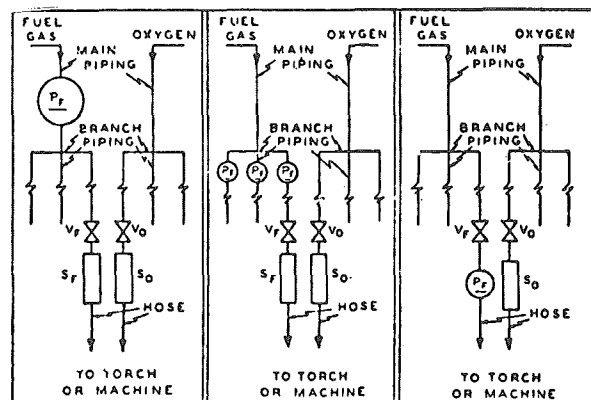 FUEL
GAS
OXYGEN
MAIN
PIPING
PF
BRANCH
PIPING
VF
VO
SF
SO
HOSE
TO TORCH
OR MACHINE
FUEL
GAS
OXYGEN
MAIN
PIPING
BRANCH
PIPING
PF
PF
PF
VF
VO
SF
SO
HOSE
TO TORCH
OR MACHINE
FUEL
GAS
OXYGEN
MAIN
PIPING
BRANCH
PIPING
VF
VO
PF
SO
HOSE
TO TORCH
OR MACHINE